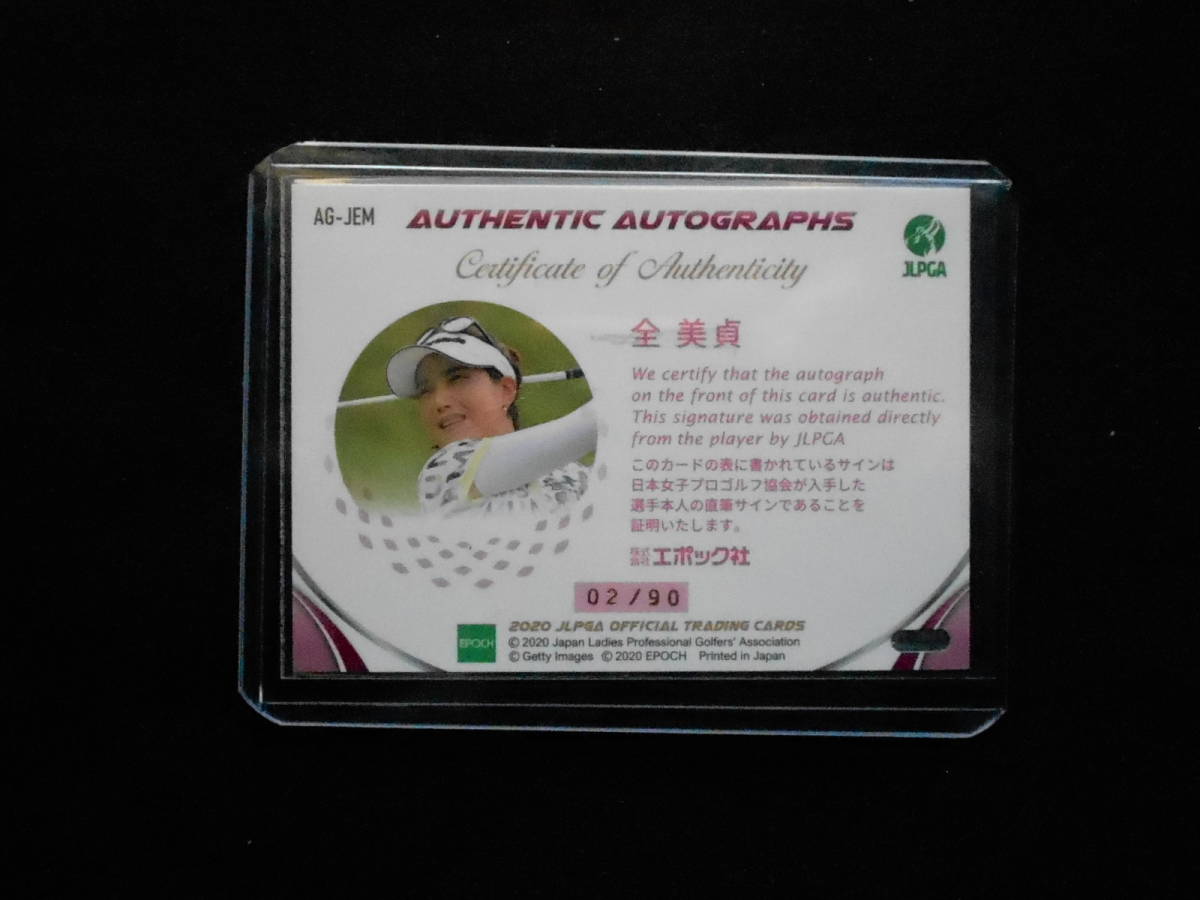 AG-JEM
AUTHENTIC AUTOGRAPHS
Certificate of Authenticity
JLPGA
全 美貞
We certify that the autograph
on the front of this card is authentic.
This signature was obtained directly
from the player by JLPGA
このカードの表に書かれているサインは
日本女子プロゴルフ協会が入手した
選手本人の直筆サインであることを
証明いたします。
株式会社エポック社
02/90
EPOCH
2020 JLPGA OFFICIAL TRADING CARDS
© 2020 Japan Ladies Professional Golfers' Association
© Getty Images © 2020 EPOCH Printed in Japan